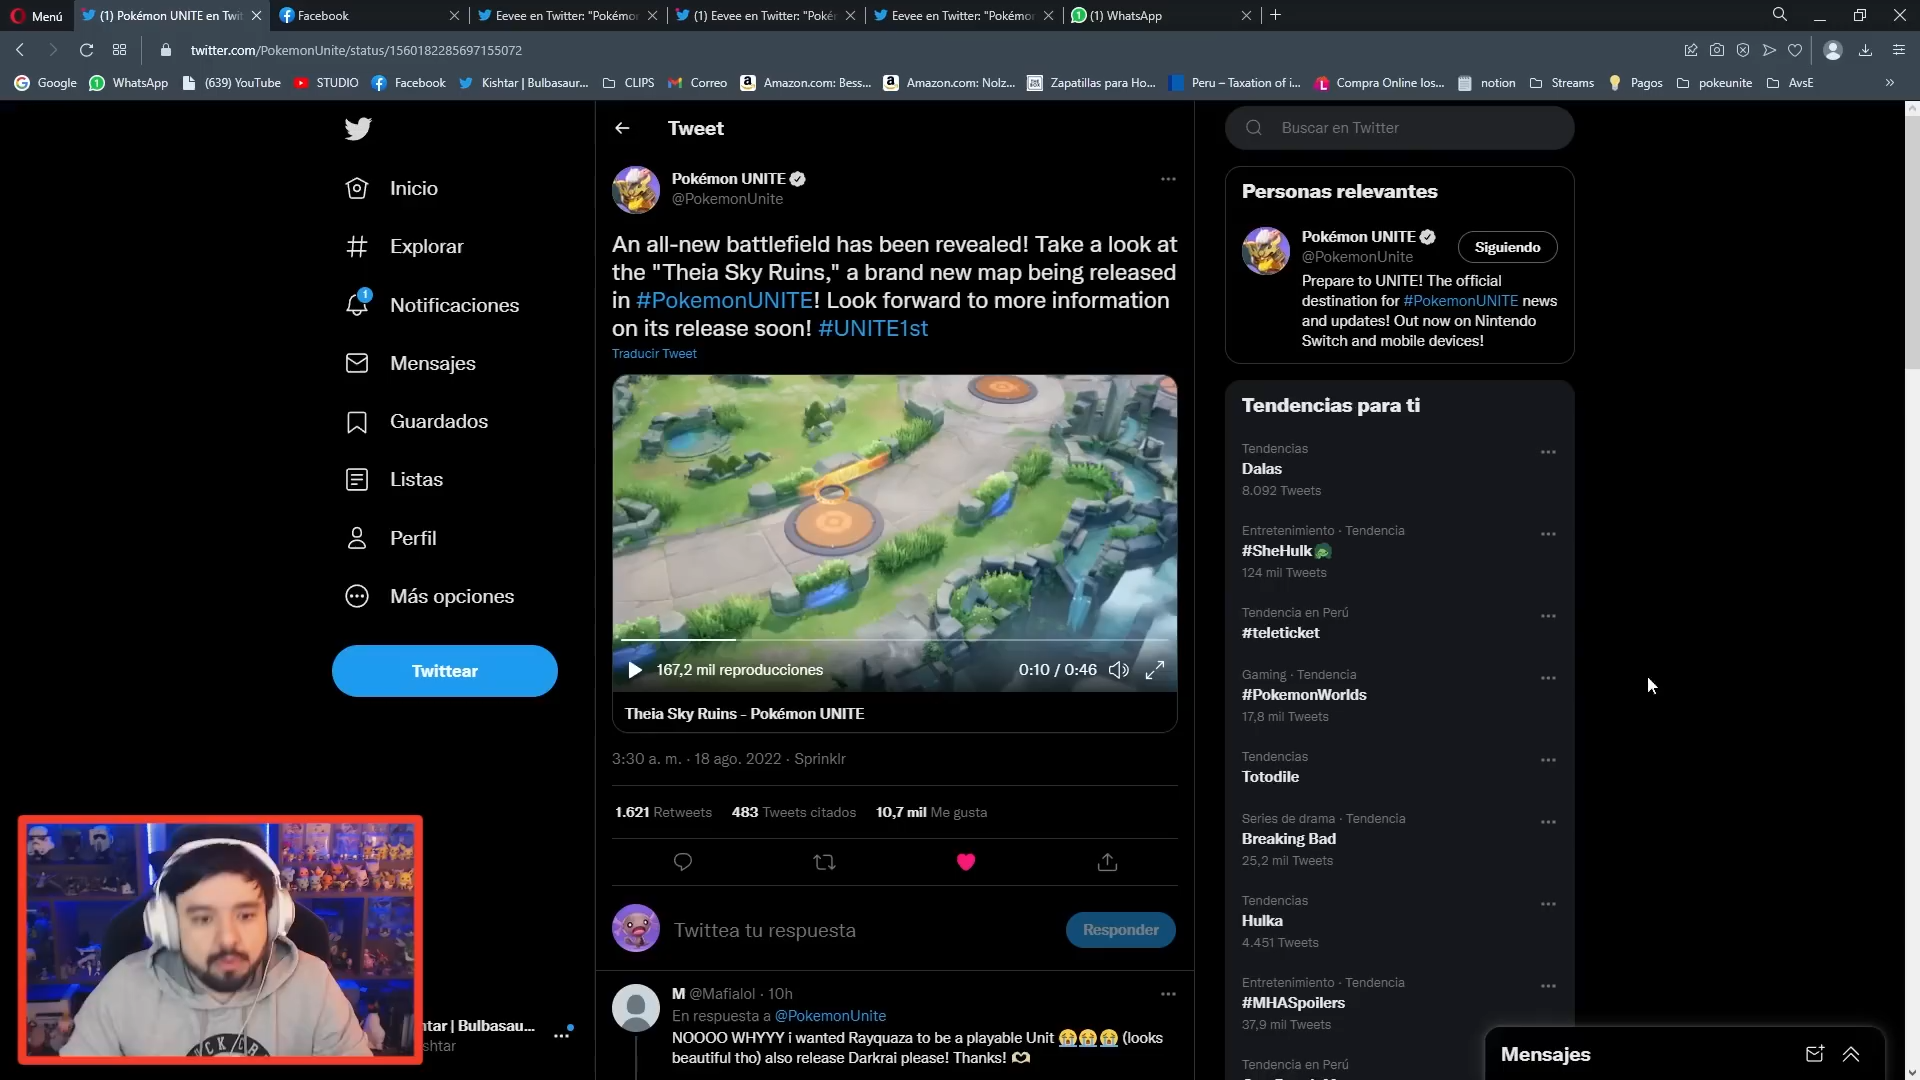 Menú
(1) Pokémon UNITE en Twit
Facebook
Eevee en Twitter: "Pokémo
(1) Eevee en Twitter: "Poké
Eevee en Twitter: "Pokémo
(1) WhatsApp
twitter.com/PokemonUnite/status/1560182285697155072
Google
WhatsApp
(639) YouTube
STUDIO
Facebook
Kishtar | Bulbasaur...
CLIPS
Correo
Amazon.com: Bess...
Amazon.com: Nolz...
Zapatillas para Ho...
Peru – Taxation of i...
Compra Online los...
notion
Streams
Pagos
pokeunite
AvsE
Inicio
Explorar
1
Notificaciones
Mensajes
Guardados
Listas
Perfil
Más opciones
Twittear
ntar | Bulbasau...
shtar
Tweet
Pokémon UNITE
@PokemonUnite
An all-new battlefield has been revealed! Take a look at
the "Theia Sky Ruins," a brand new map being released
in #PokemonUNITE! Look forward to more information
on its release soon! #UNITE1st
Traducir Tweet
167,2 mil reproducciones
0:10 / 0:46
Theia Sky Ruins - Pokémon UNITE
3:30 a. m. · 18 ago. 2022 · Sprinklr
1.621 Retweets 483 Tweets citados 10,7 mil Me gusta
Twittea tu respuesta
Responder
M @Mafialol · 10h
En respuesta a @PokemonUnite
NOOOO WHYYY i wanted Rayquaza to be a playable Unit 😭😭😭 (looks
beautiful tho) also release Darkrai please! Thanks! 🫶
Buscar en Twitter
Personas relevantes
Pokémon UNITE
@PokemonUnite
Siguiendo
Prepare to UNITE! The official
destination for #PokemonUNITE news
and updates! Out now on Nintendo
Switch and mobile devices!
Tendencias para ti
Tendencias
Dalas
8.092 Tweets
Entretenimiento · Tendencia
#SheHulk
124 mil Tweets
Tendencia en Perú
#teleticket
Gaming · Tendencia
#PokemonWorlds
17,8 mil Tweets
Tendencias
Totodile
Series de drama · Tendencia
Breaking Bad
25,2 mil Tweets
Tendencias
Hulka
4.451 Tweets
Entretenimiento · Tendencia
#MHASpoilers
37,9 mil Tweets
Tendencia en Perú
Mensajes